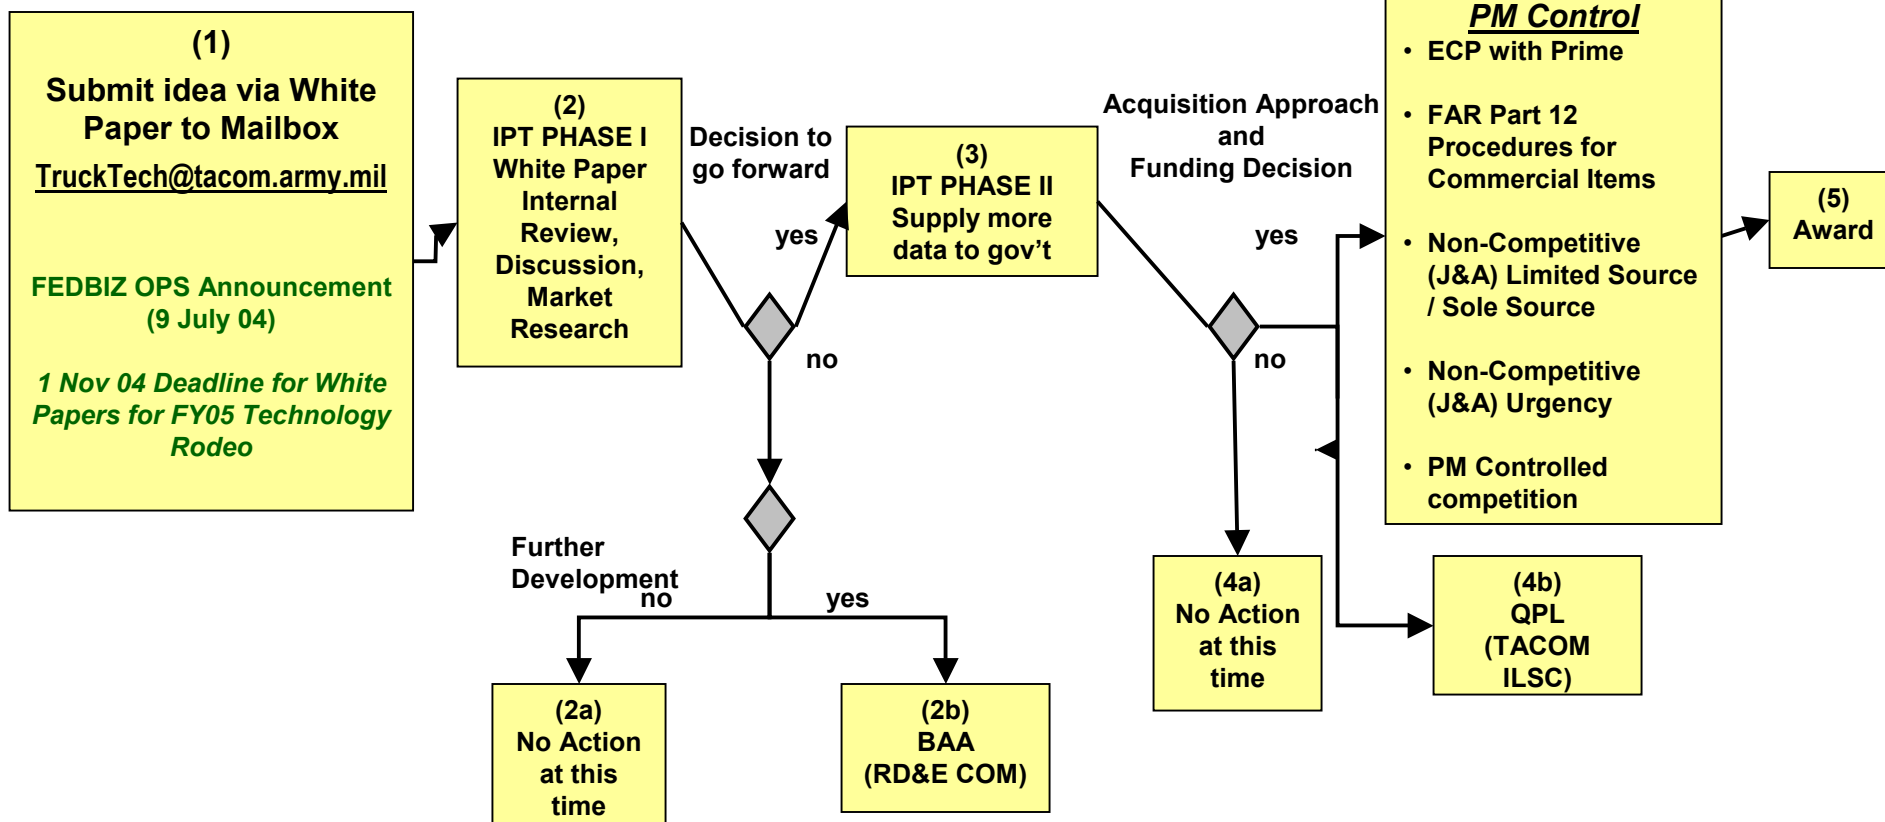 (1)
Submit idea via White
Paper to Mailbox
TruckTech@tacom.army.mil
FEDBIZ OPS Announcement
(9 July 04)
1 Nov 04 Deadline for White
Papers for FY05 Technology
Rodeo
(2)
IPT PHASE I
White Paper
Internal
Review,
Discussion,
Market
Research
Decision to
go forward
yes
no
Further
Development
no
yes
(2a)
No Action
at this
time
(2b)
BAA
(RD&E COM)
(3)
IPT PHASE II
Supply more
data to gov’t
Acquisition Approach
and
Funding Decision
yes
no
(4a)
No Action
at this
time
(4b)
QPL
(TACOM
ILSC)
PM Control
• ECP with Prime
• FAR Part 12
Procedures for
Commercial Items
• Non-Competitive
(J&A) Limited Source
/ Sole Source
• Non-Competitive
(J&A) Urgency
• PM Controlled
competition
(5)
Award